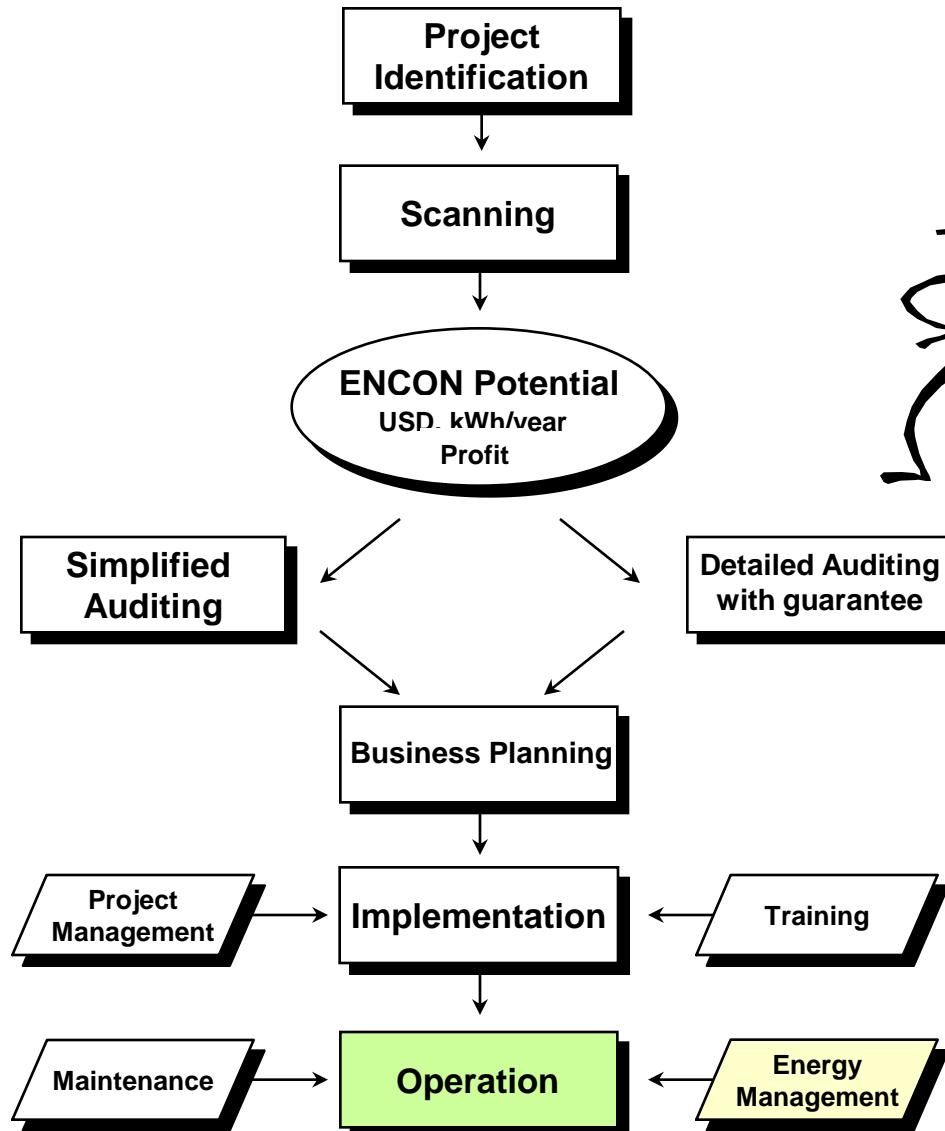 Project
Identification
Scanning
ENCON Potential
USD, kWh/year
Profit
Simplified
Auditing
Detailed Auditing
with guarantee
Business Planning
Project
Management
Implementation
Training
Maintenance
Operation
Energy
Management